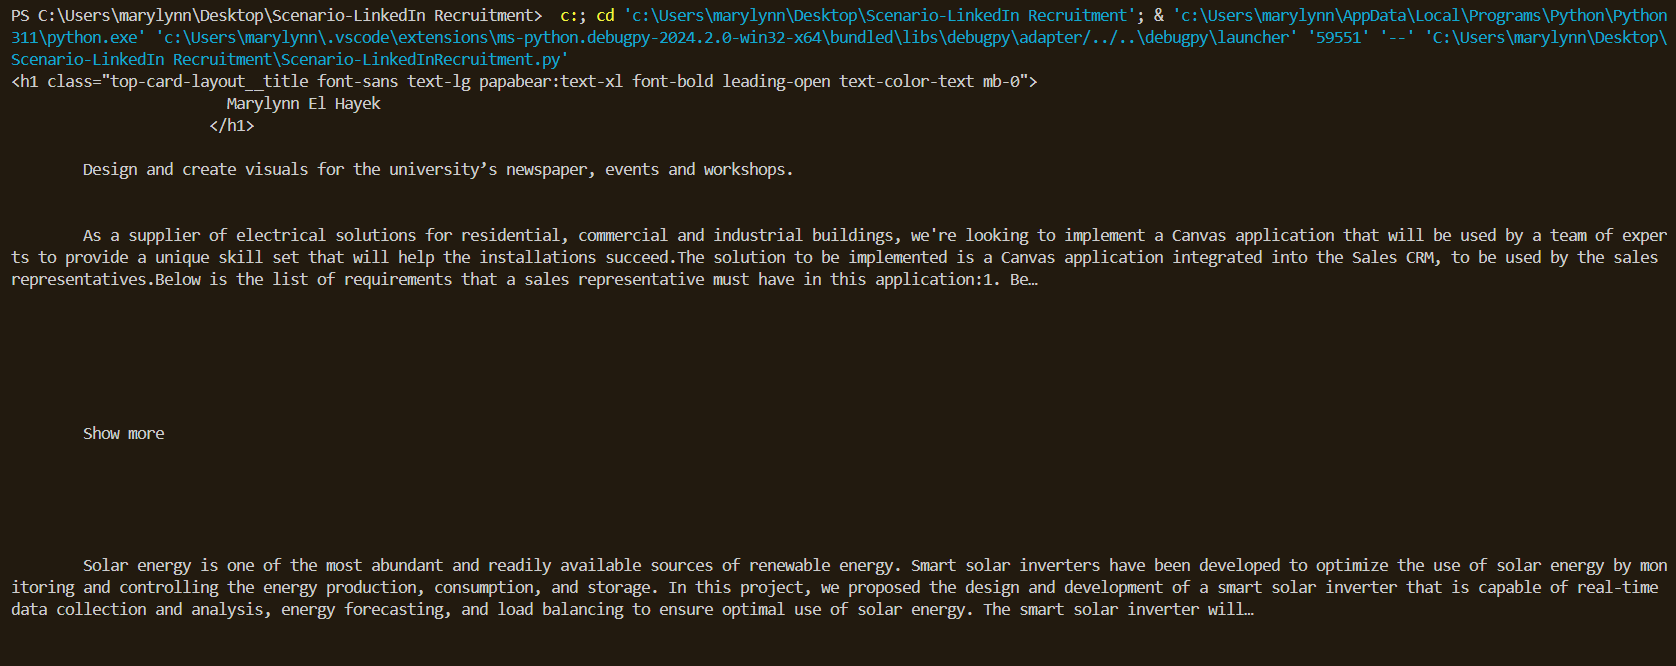 PS C:\Users\marylynn\Desktop\Scenario-LinkedIn Recruitment>  c:; cd 'c:\Users\marylynn\Desktop\Scenario-LinkedIn Recruitment'; & 'c:\Users\marylynn\AppData\Local\Programs\Python\Python
311\python.exe' 'c:\Users\marylynn\.vscode\extensions\ms-python.debugpy-2024.2.0-win32-x64\bundled\libs\debugpy\adapter/../..\debugpy\launcher' '59551' '--' 'C:\Users\marylynn\Desktop\
Scenario-LinkedIn Recruitment\Scenario-LinkedInRecruitment.py'
<h1 class="top-card-layout__title font-sans text-lg papabear:text-xl font-bold leading-open text-color-text mb-0">
Marylynn El Hayek
</h1>
Design and create visuals for the university’s newspaper, events and workshops.
As a supplier of electrical solutions for residential, commercial and industrial buildings, we're looking to implement a Canvas application that will be used by a team of exper
ts to provide a unique skill set that will help the installations succeed.The solution to be implemented is a Canvas application integrated into the Sales CRM, to be used by the sales
representatives.Below is the list of requirements that a sales representative must have in this application:1. Be…
Show more
Solar energy is one of the most abundant and readily available sources of renewable energy. Smart solar inverters have been developed to optimize the use of solar energy by mon
itoring and controlling the energy production, consumption, and storage. In this project, we proposed the design and development of a smart solar inverter that is capable of real-time
data collection and analysis, energy forecasting, and load balancing to ensure optimal use of solar energy. The smart solar inverter will…